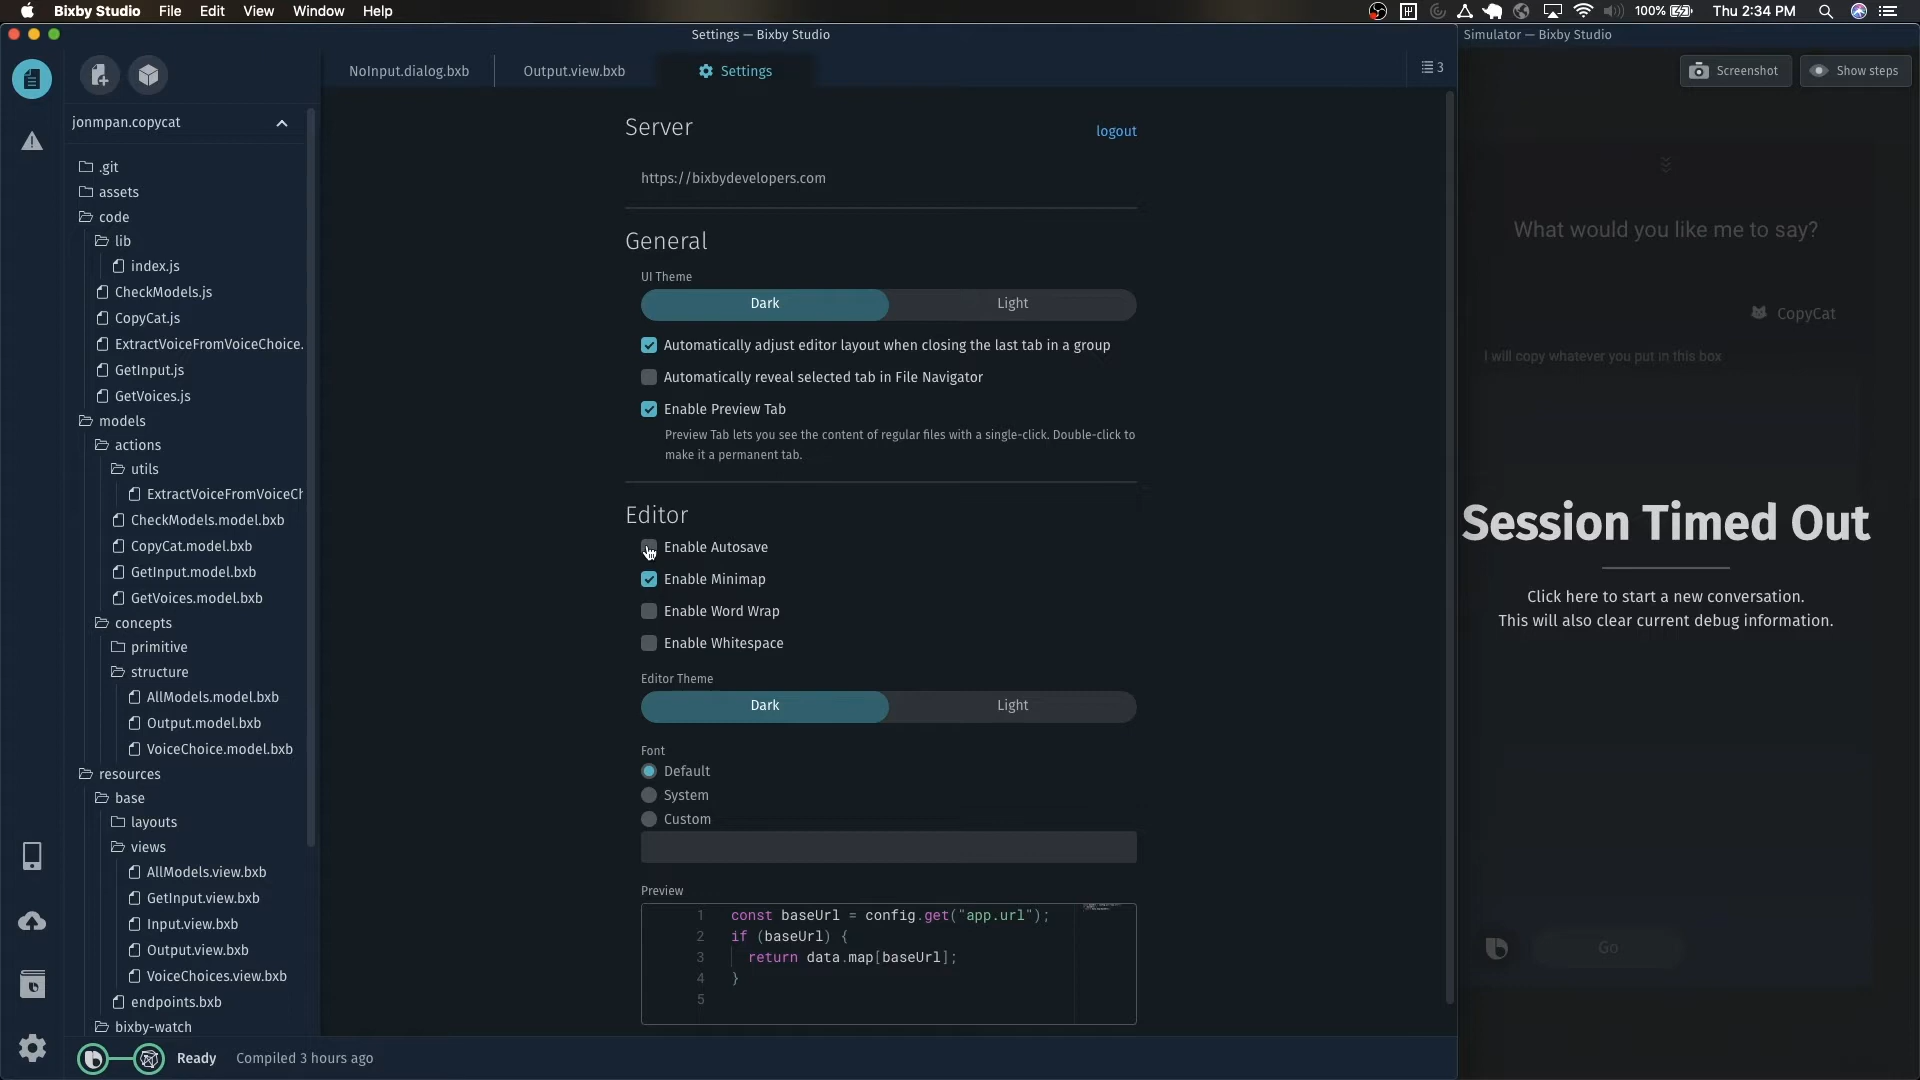 Bixby Studio File Edit View Window Help
100% Thu 2:34 PM
Settings — Bixby Studio
Simulator — Bixby Studio
NoInput.dialog.bxb
Output.view.bxb
Settings
3
Screenshot
Show steps
jonmpan.copycat
.git
assets
code
lib
index.js
CheckModels.js
CopyCat.js
ExtractVoiceFromVoiceChoice.
GetInput.js
GetVoices.js
models
actions
utils
ExtractVoiceFromVoiceCh
CheckModels.model.bxb
CopyCat.model.bxb
GetInput.model.bxb
GetVoices.model.bxb
concepts
primitive
structure
AllModels.model.bxb
Output.model.bxb
VoiceChoice.model.bxb
resources
base
layouts
views
AllModels.view.bxb
GetInput.view.bxb
Input.view.bxb
Output.view.bxb
VoiceChoices.view.bxb
endpoints.bxb
bixby-watch
Server
logout
https://bixbydevelopers.com
General
UI Theme
Dark Light
Automatically adjust editor layout when closing the last tab in a group
Automatically reveal selected tab in File Navigator
Enable Preview Tab
Preview Tab lets you see the content of regular files with a single-click. Double-click to
make it a permanent tab.
Editor
Enable Autosave
Enable Minimap
Enable Word Wrap
Enable Whitespace
Editor Theme
Dark Light
Font
Default
System
Custom
Preview
1 const baseUrl = config.get("app.url");
2 if (baseUrl) {
3 return data.map[baseUrl];
4 }
5
What would you like me to say?
CopyCat
I will copy whatever you put in this box
Session Timed Out
Click here to start a new conversation.
This will also clear current debug information.
Go
Ready Compiled 3 hours ago